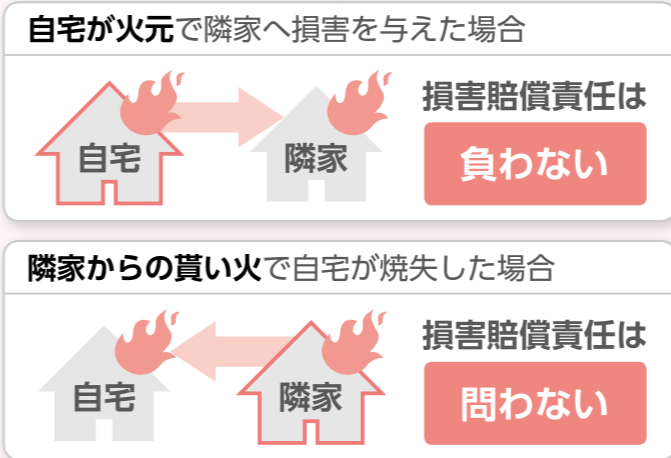 自宅が火元で隣家へ損害を与えた場合
自宅
隣家
損害賠償責任は
負わない
隣家からの貰い火で自宅が焼失した場合
自宅
隣家
損害賠償責任は
問わない